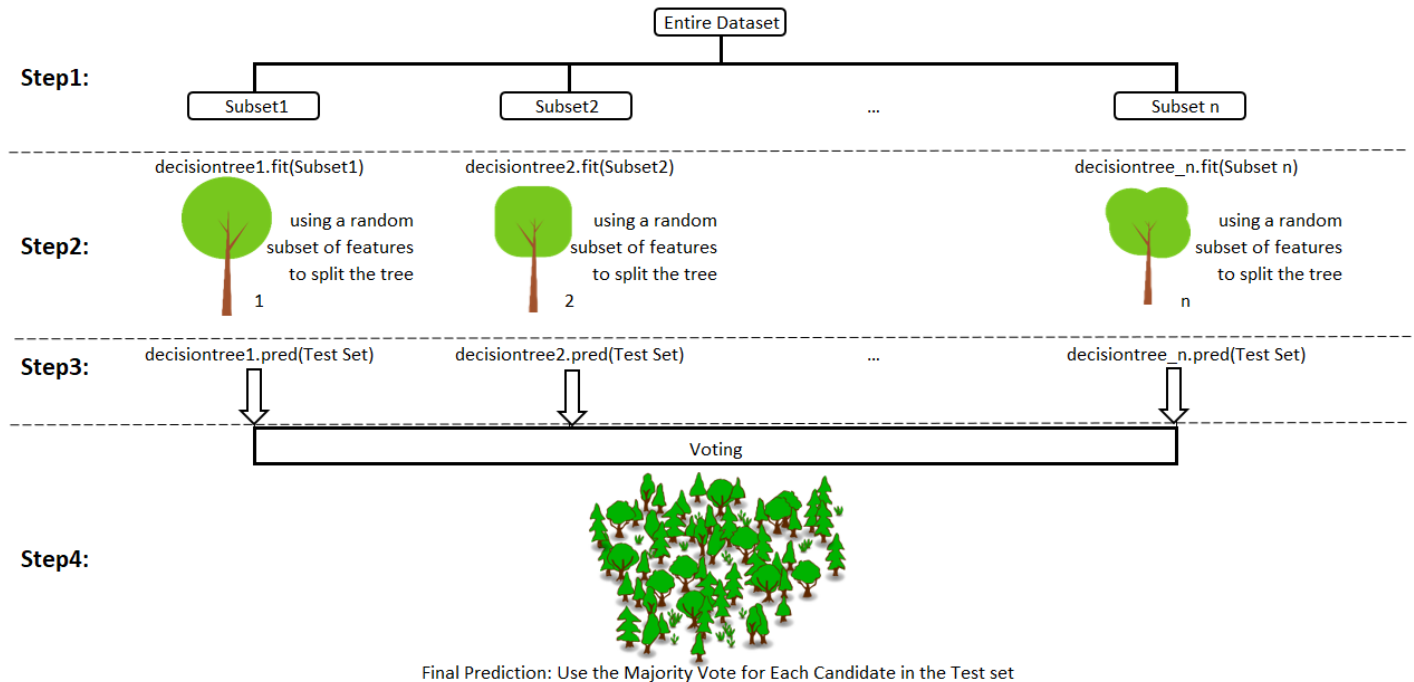 Entire Dataset
Step1:
Subset1
Subset2
...
Subset n
decisiontree1.fit(Subset1)
decisiontree2.fit(Subset2)
decisiontree_n.fit(Subset n)
Step2:
using a random
subset of features
to split the tree
1
using a random
subset of features
to split the tree
2
using a random
subset of features
to split the tree
n
Step3:
decisiontree1.pred(Test Set)
decisiontree2.pred(Test Set)
...
decisiontree_n.pred(Test Set)
Voting
Step4:
Final Prediction: Use the Majority Vote for Each Candidate in the Test set